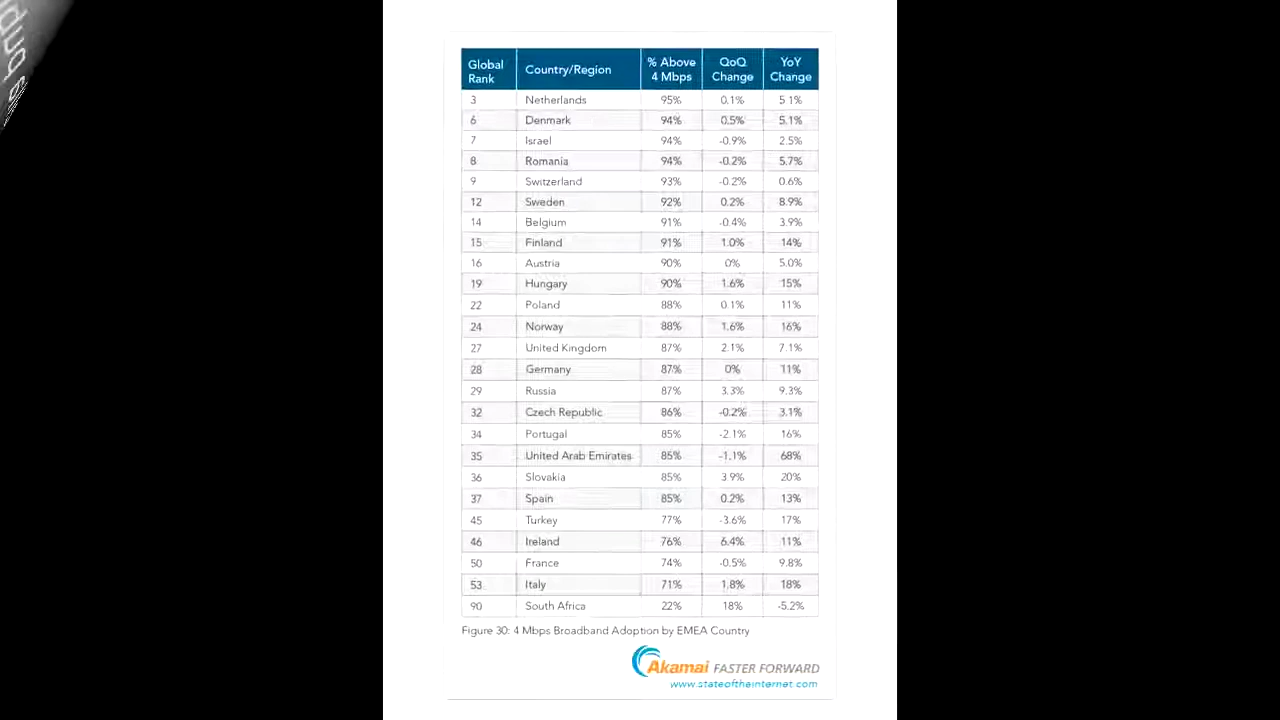 Global Rank Country/Region % Above 4 Mbps QoQ Change YoY Change
3 Netherlands 95% 0.1% 5.1%
6 Denmark 94% 0.5% 5.1%
7 Israel 94% -0.9% 2.5%
8 Romania 94% -0.2% 5.7%
9 Switzerland 93% -0.2% 0.6%
12 Sweden 92% 0.2% 8.9%
14 Belgium 91% -0.4% 3.9%
15 Finland 91% 1.0% 14%
16 Austria 90% 0% 5.0%
19 Hungary 90% 1.6% 15%
22 Poland 88% 0.1% 11%
24 Norway 88% 1.6% 16%
27 United Kingdom 87% 2.1% 7.1%
28 Germany 87% 0% 11%
29 Russia 87% 3.3% 9.3%
32 Czech Republic 86% -0.2% 3.1%
34 Portugal 85% -2.1% 16%
35 United Arab Emirates 85% -1.1% 68%
36 Slovakia 85% 3.9% 20%
37 Spain 85% 0.2% 13%
45 Turkey 77% -3.6% 17%
46 Ireland 76% 6.4% 11%
50 France 74% -0.5% 9.8%
53 Italy 71% 1.8% 18%
90 South Africa 22% 18% -5.2%
Figure 30: 4 Mbps Broadband Adoption by EMEA Country
Akamai FASTER FORWARD
www.stateoftheinternet.com